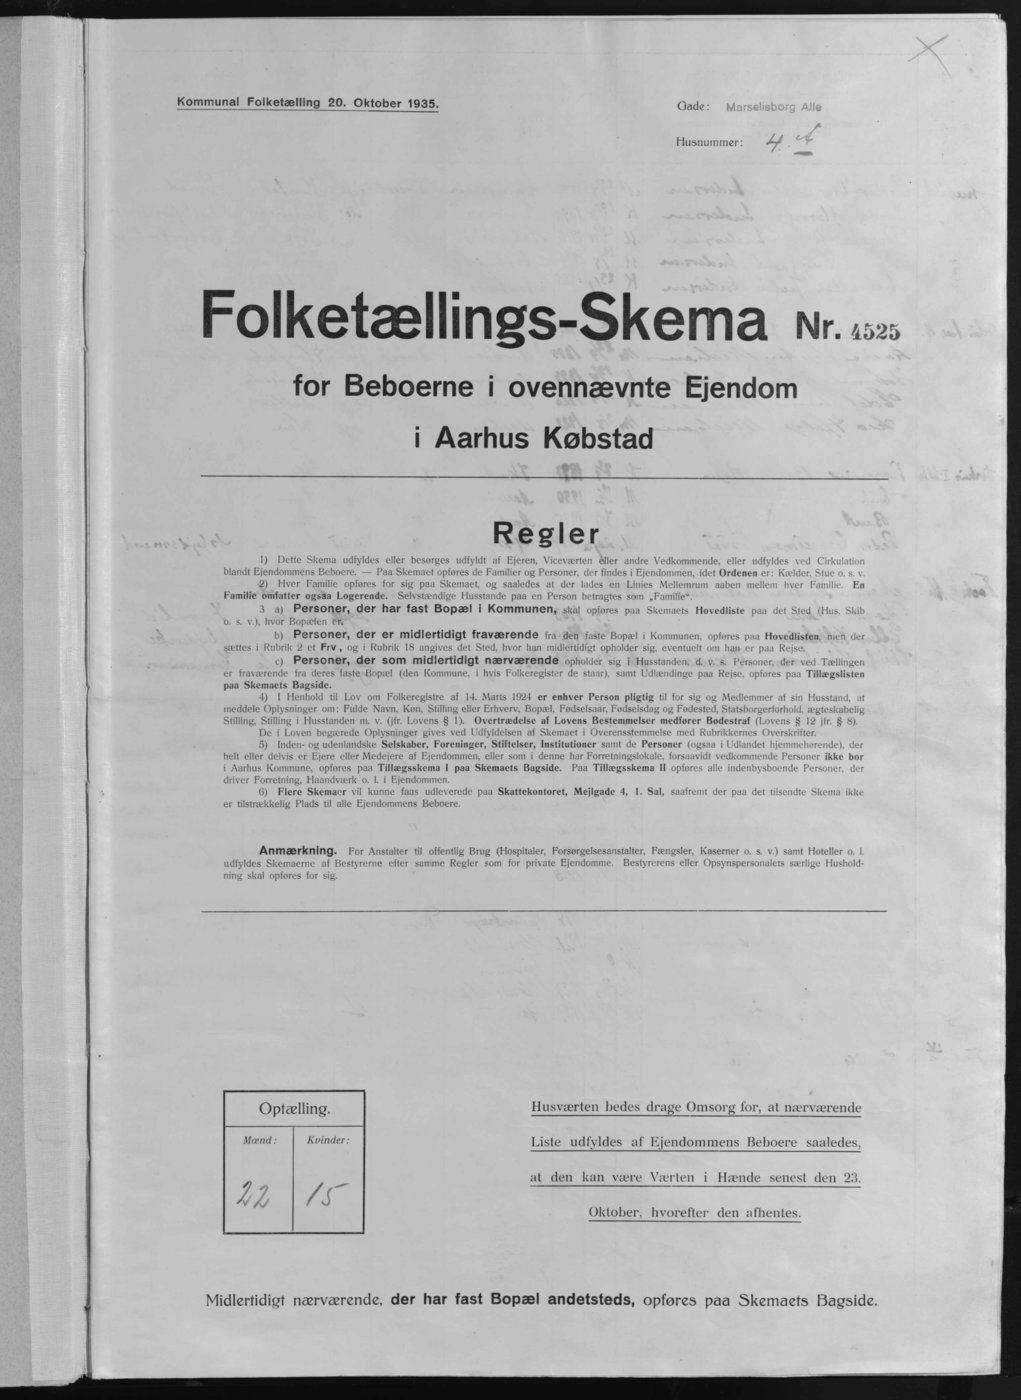 Kommunal Folketælling 20. Oktober 1935.
Gade: Marselisborg Alle
Husnummer: 4 A
Folketællings-Skema Nr. 4525
for Beboerne i ovennævnte Ejendom
i Aarhus Købstad
Regler
1) Dette Skema udfyldes eller besørges udfyldt af Ejeren, Viceværten eller andre Vedkommende, eller udfyldes ved Cirkulation
blandt Ejendommens Beboere. — Paa Skemaet opføres de Familier og Personer, der findes i Ejendommen, idet Ordenen er: Kælder, Stue o. s. v.
2) Hver Familie opføres for sig paa Skemaet, og saaledes at der lades en Linies Mellemrum aaben mellem hver Familie. En
Familie omfatter ogsaa Logerende. Selvstændige Husstande paa en Person betragtes som „Familie“.
3 a) Personer, der har fast Bopæl i Kommunen, skal opføres paa Skemaets Hovedliste paa det Sted (Hus, Skib
o. s. v.), hvor Bopælen er.
b) Personer, der er midlertidigt fraværende fra den faste Bopæl i Kommunen, opføres paa Hovedlisten, men der
sættes i Rubrik 2 et Frv, og i Rubrik 18 angives det Sted, hvor han midlertidigt opholder sig, eventuelt om han er paa Rejse.
c) Personer, der som midlertidigt nærværende opholder sig i Husstanden, d. v. s. Personer, der ved Tællingen
er fraværende fra deres faste Bopæl (den Kommune, i hvis Folkeregister de staar), samt Udlændinge paa Rejse, opføres paa Tillægslisten
paa Skemaets Bagside.
4) I Henhold til Lov om Folkeregistre af 14. Marts 1924 er enhver Person pligtig til for sig og Medlemmer af sin Husstand, at
meddele Oplysninger om: Fulde Navn, Køn, Stilling eller Erhverv, Bopæl, Fødselsaar, Fødselsdag og Fødested, Statsborgerforhold, ægteskabelig
Stilling, Stilling i Husstanden m. v. (jfr. Lovens § 1). Overtrædelse af Lovens Bestemmelser medfører Bødestraf (Lovens § 12 jfr. § 8).
De i Loven begærede Oplysninger gives ved Udfyldelsen af Skemaet i Overensstemmelse med Rubrikkernes Overskrifter.
5) Inden- og udenlandske Selskaber, Foreninger, Stiftelser, Institutioner samt de Personer (ogsaa i Udlandet hjemmehørende), der
helt eller delvis er Ejere eller Medejere af Ejendommen, eller som i denne har Forretningslokale, forsaavidt vedkommende Personer ikke bor
i Aarhus Kommune, opføres paa Tillægsskema I paa Skemaets Bagside. Paa Tillægsskema II opføres alle indenbysboende Personer, der
driver Forretning, Haandværk o. l. i Ejendommen.
6) Flere Skemaer vil kunne faas udleverede paa Skattekontoret, Mejlgade 4, 1. Sal, saafremt der paa det tilsendte Skema ikke
er tilstrækkelig Plads til alle Ejendommens Beboere.
Anmærkning. For Anstalter til offentlig Brug (Hospitaler, Forsørgelsesanstalter, Fængsler, Kaserner o. s. v.) samt Hoteller o. l.
udfyldes Skemaerne af Bestyrerne efter samme Regler som for private Ejendomme. Bestyrerens eller Opsynspersonalets særlige Hushold-
ning skal opføres for sig.
Optælling.
Mænd: Kvinder:
22 15
Husværten bedes drage Omsorg for, at nærværende
Liste udfyldes af Ejendommens Beboere saaledes,
at den kan være Værten i Hænde senest den 23.
Oktober, hvorefter den afhentes.
Midlertidigt nærværende, der har fast Bopæl andetsteds, opføres paa Skemaets Bagside.